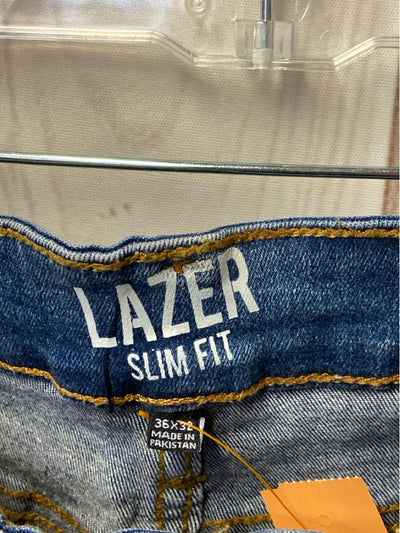 LAZER
SLIM FIT
36X32
MADE IN
PAKISTAN